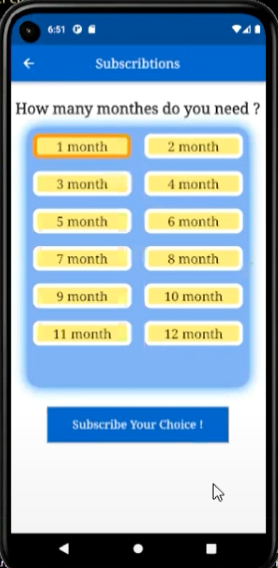 6:51
Subscribtions
How many monthes do you need ?
1 month 2 month
3 month 4 month
5 month 6 month
7 month 8 month
9 month 10 month
11 month 12 month
Subscribe Your Choice !